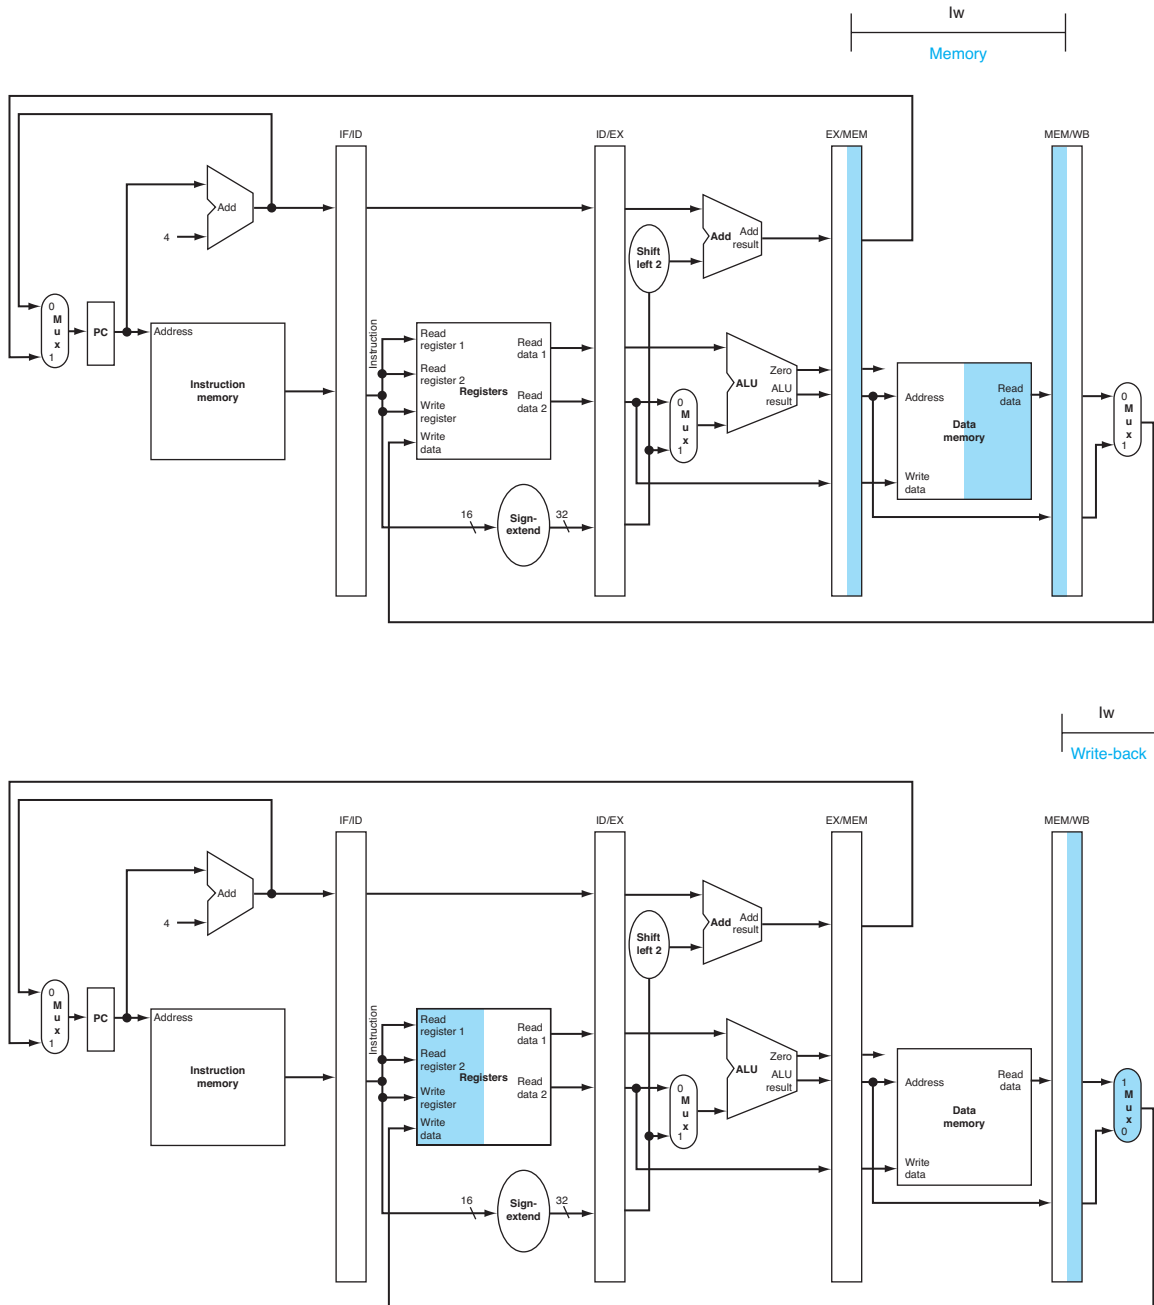 lw
Memory
IF/ID
ID/EX
EX/MEM
MEM/WB
Add
4
Shift
left 2
Add
Add
result
0
M
u
x
1
PC
Address
Instruction
memory
Instruction
Read
register 1
Read
register 2
Write
register
Write
data
Registers
Read
data 1
Read
data 2
0
M
u
x
1
ALU
Zero
ALU
result
Address
Write
data
Data
memory
Read
data
0
M
u
x
1
16
Sign-
extend
32
lw
Write-back
IF/ID
ID/EX
EX/MEM
MEM/WB
Add
4
Shift
left 2
Add
Add
result
0
M
u
x
1
PC
Address
Instruction
memory
Instruction
Read
register 1
Read
register 2
Write
register
Write
data
Registers
Read
data 1
Read
data 2
0
M
u
x
1
ALU
Zero
ALU
result
Address
Write
data
Data
memory
Read
data
1
M
u
x
0
16
Sign-
extend
32